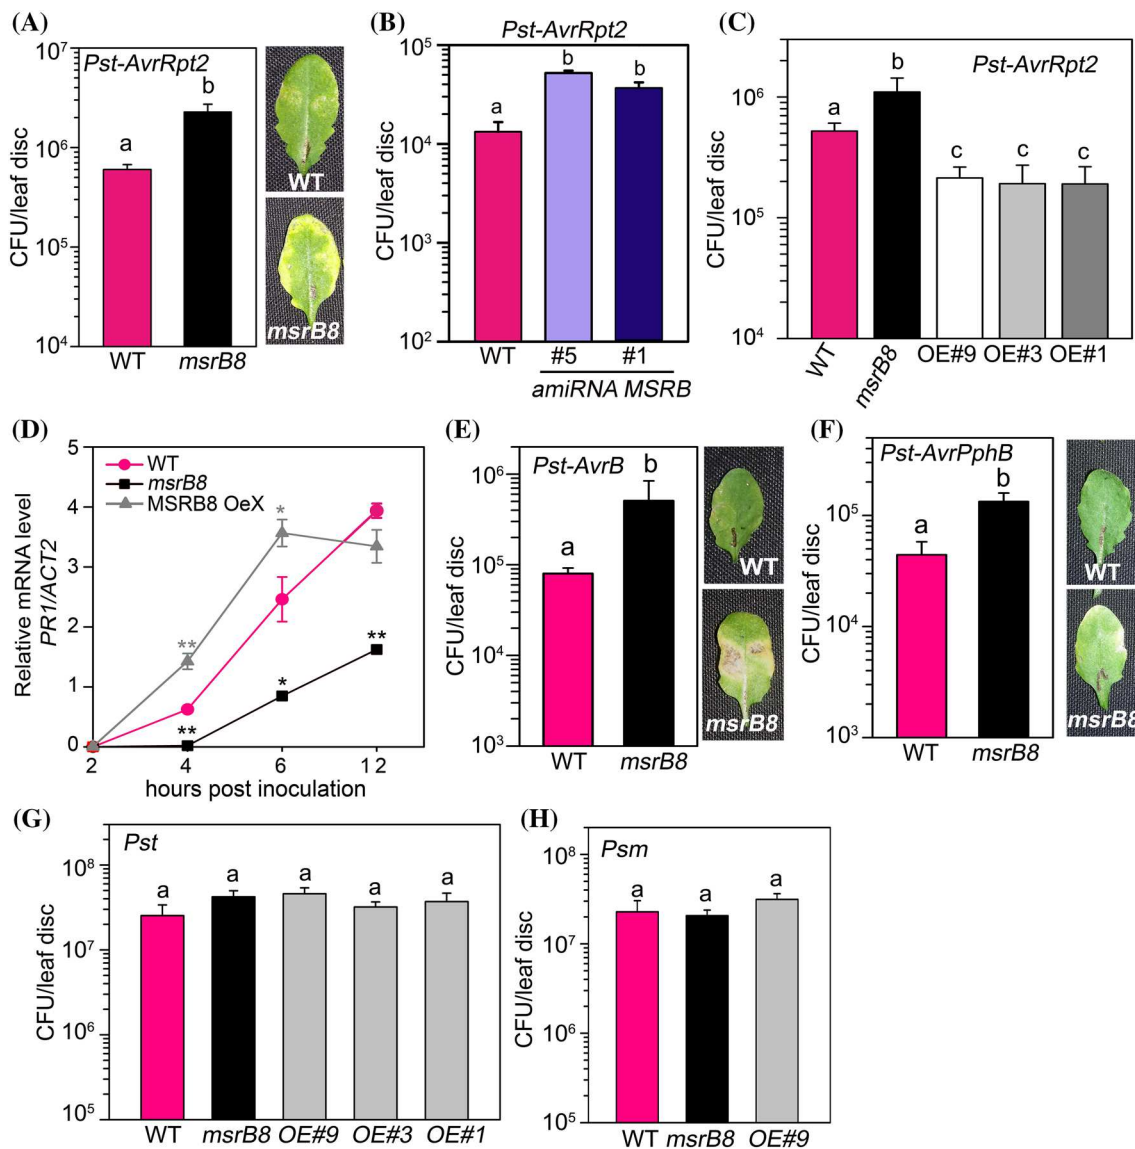 (A)
Pst-AvrRpt2
CFU/leaf disc
10⁷
10⁶
10⁵
10⁴
a
b
WT
msrB8
WT
msrB8
(B)
Pst-AvrRpt2
CFU/leaf disc
10⁵
10⁴
10³
10²
a
b
b
WT
#5
#1
amiRNA MSRB
(C)
Pst-AvrRpt2
CFU/leaf disc
10⁶
10⁵
10⁴
a
b
c
c
c
WT
msrB8
OE#9
OE#3
OE#1
(D)
Relative mRNA level
PR1/ACT2
5
4
3
2
1
0
WT
msrB8
MSRB8 OeX
**
**
*
*
**
2
4
6
12
hours post inoculation
(E)
Pst-AvrB
CFU/leaf disc
10⁶
10⁵
10⁵
10³
a
b
WT
msrB8
WT
msrB8
(F)
Pst-AvrPphB
CFU/leaf disc
10⁵
10⁴
10³
a
b
WT
msrB8
WT
msrB8
(G)
Pst
CFU/leaf disc
10⁸
10⁷
10⁶
10⁵
a
a
a
a
a
WT
msrB8
OE#9
OE#3
OE#1
(H)
Psm
CFU/leaf disc
10⁸
10⁷
10⁶
10⁵
a
a
a
WT
msrB8
OE#9